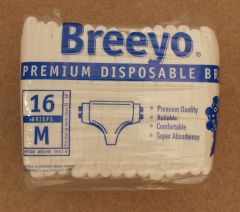 Breeyo®
PREMIUM DISPOSABLE BR
16
BRIEFS
M
Premium Quality
Reliable
Comfortable
Super Absorbency